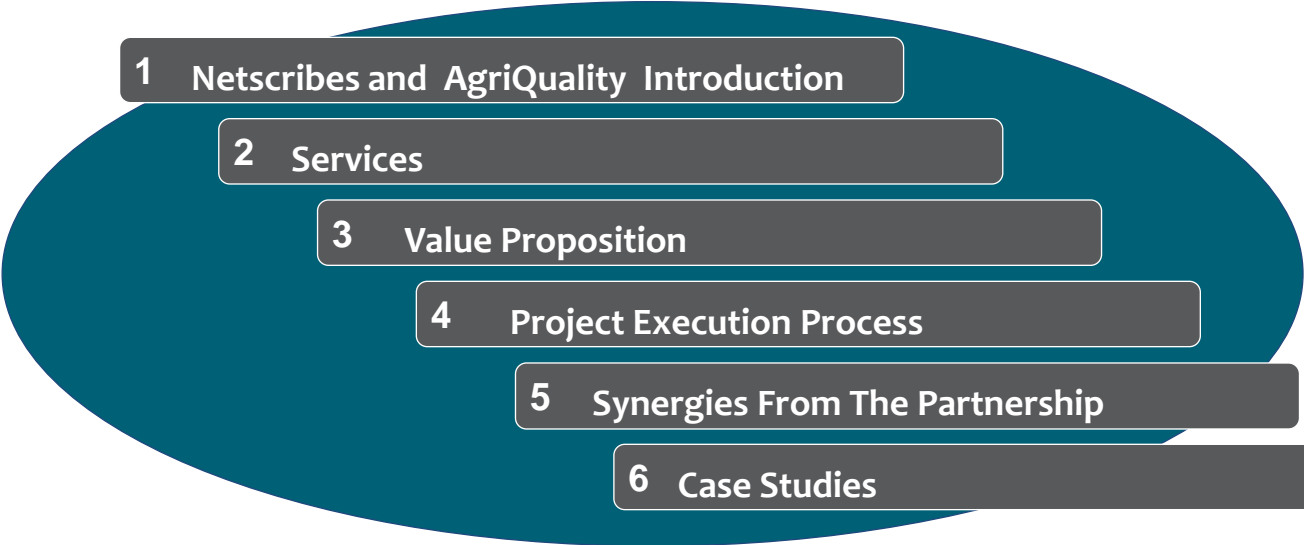 1 Netscribes and AgriQuality Introduction
2 Services
3 Value Proposition
4 Project Execution Process
5 Synergies From The Partnership
6 Case Studies